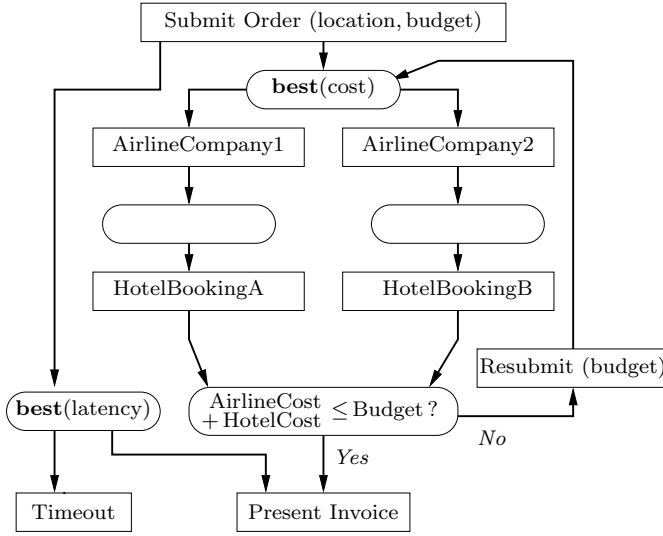 Submit Order (location, budget)
best(cost)
AirlineCompany1
AirlineCompany2
HotelBookingA
HotelBookingB
Resubmit (budget)
best(latency)
AirlineCost
+ HotelCost ≤ Budget ?
No
Yes
Timeout
Present Invoice